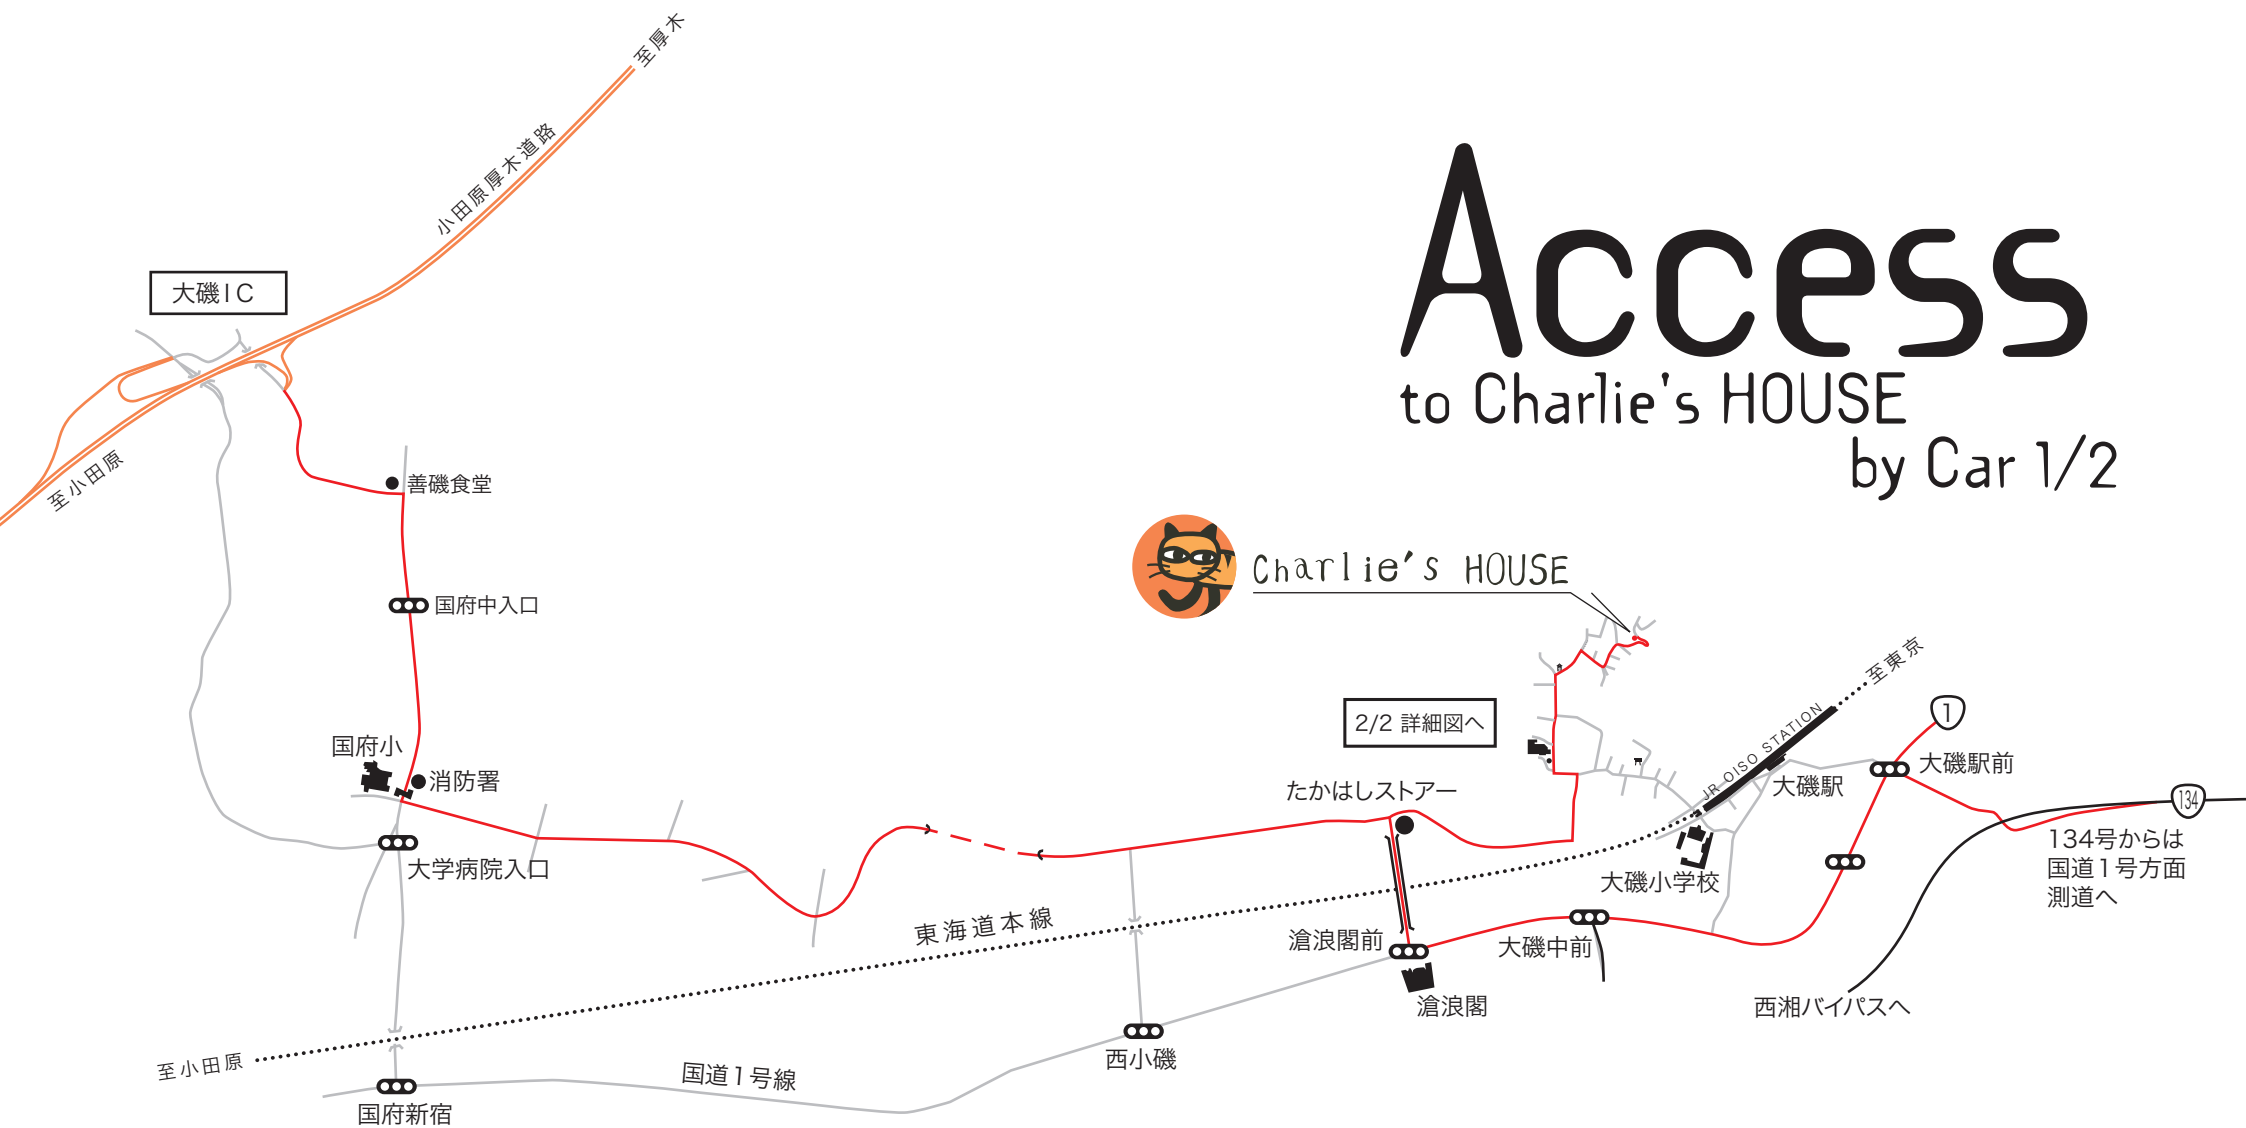 至厚木
小田原厚木道路
大磯IC
至小田原
Access
to Charlie's HOUSE
by Car 1/2
善磯食堂
国府中入口
Charlie's HOUSE
国府小
消防署
大学病院入口
2/2 詳細図へ
たかはしストアー
至東京
JR OISO STATION
大磯駅
1
大磯駅前
134
134号からは
国道1号方面
測道へ
大磯小学校
東海道本線
滄浪閣前
大磯中前
滄浪閣
西湘バイパスへ
至小田原
西小磯
国道1号線
国府新宿